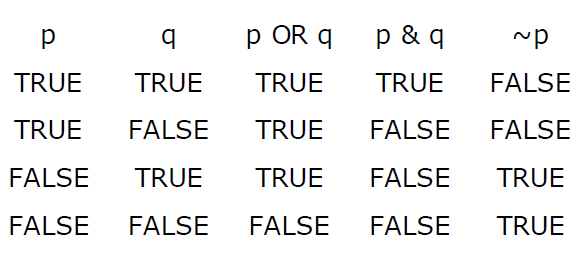 p q p OR q p & q ~p
TRUE TRUE TRUE TRUE FALSE
TRUE FALSE TRUE FALSE FALSE
FALSE TRUE TRUE FALSE TRUE
FALSE FALSE FALSE FALSE TRUE